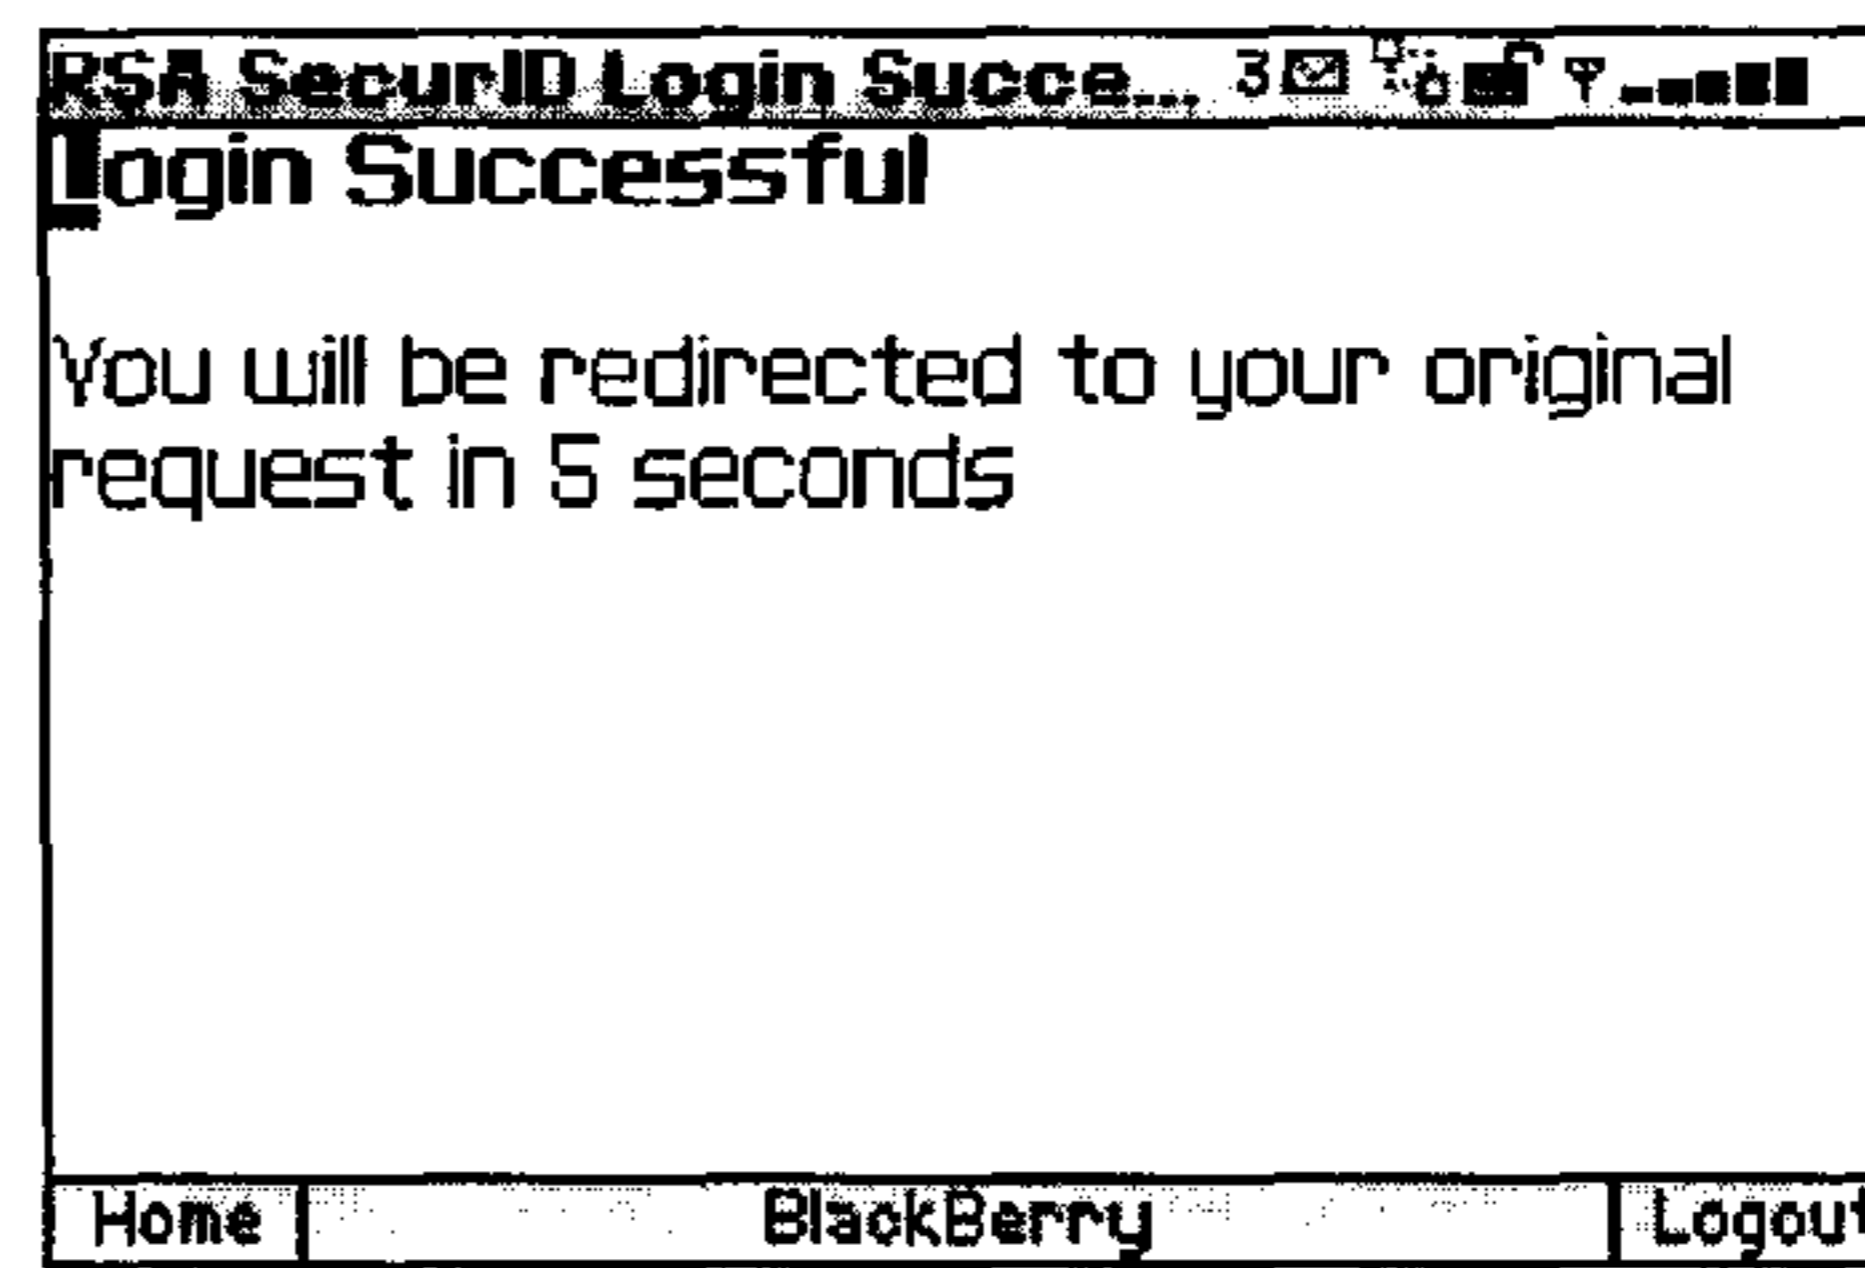 RSA SecurID Login Succe... 3
Login Successful
You will be redirected to your original
request in 5 seconds
Home BlackBerry Logout